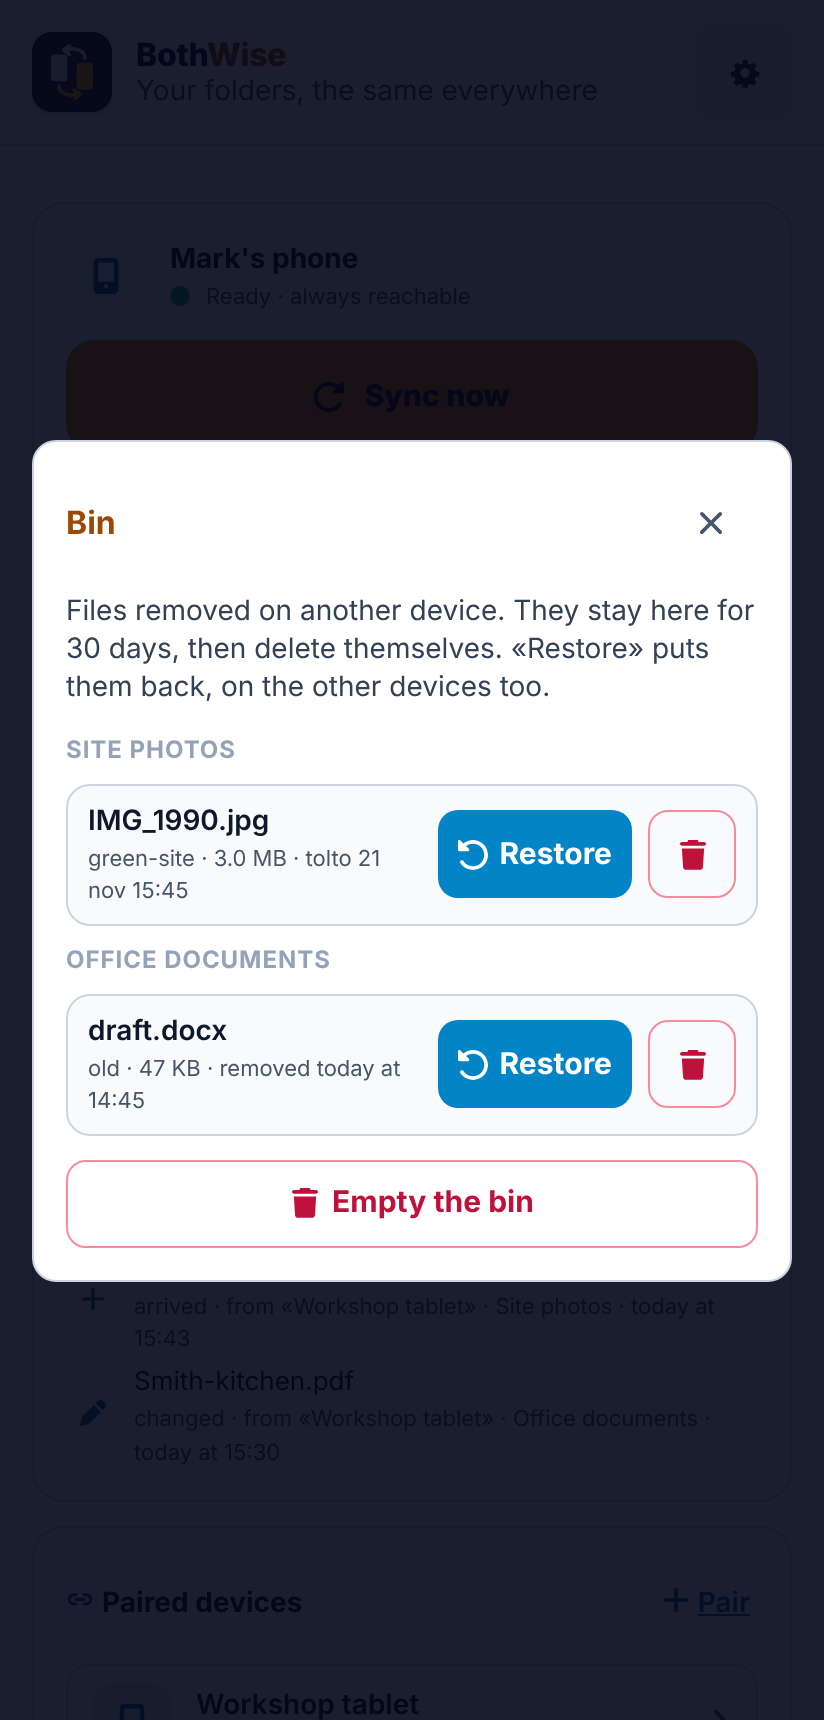 BothWise
Your folders, the same everywhere
Mark's phone
Ready · always reachable
Sync now
Bin
Files removed on another device. They stay here for
30 days, then delete themselves. «Restore» puts
them back, on the other devices too.
SITE PHOTOS
IMG_1990.jpg
green-site · 3.0 MB · tolto 21
nov 15:45
Restore
OFFICE DOCUMENTS
draft.docx
old · 47 KB · removed today at
14:45
Restore
Empty the bin
arrived · from «Workshop tablet» · Site photos · today at
15:43
Smith-kitchen.pdf
changed · from «Workshop tablet» · Office documents ·
today at 15:30
Paired devices
Pair
Workshop tablet